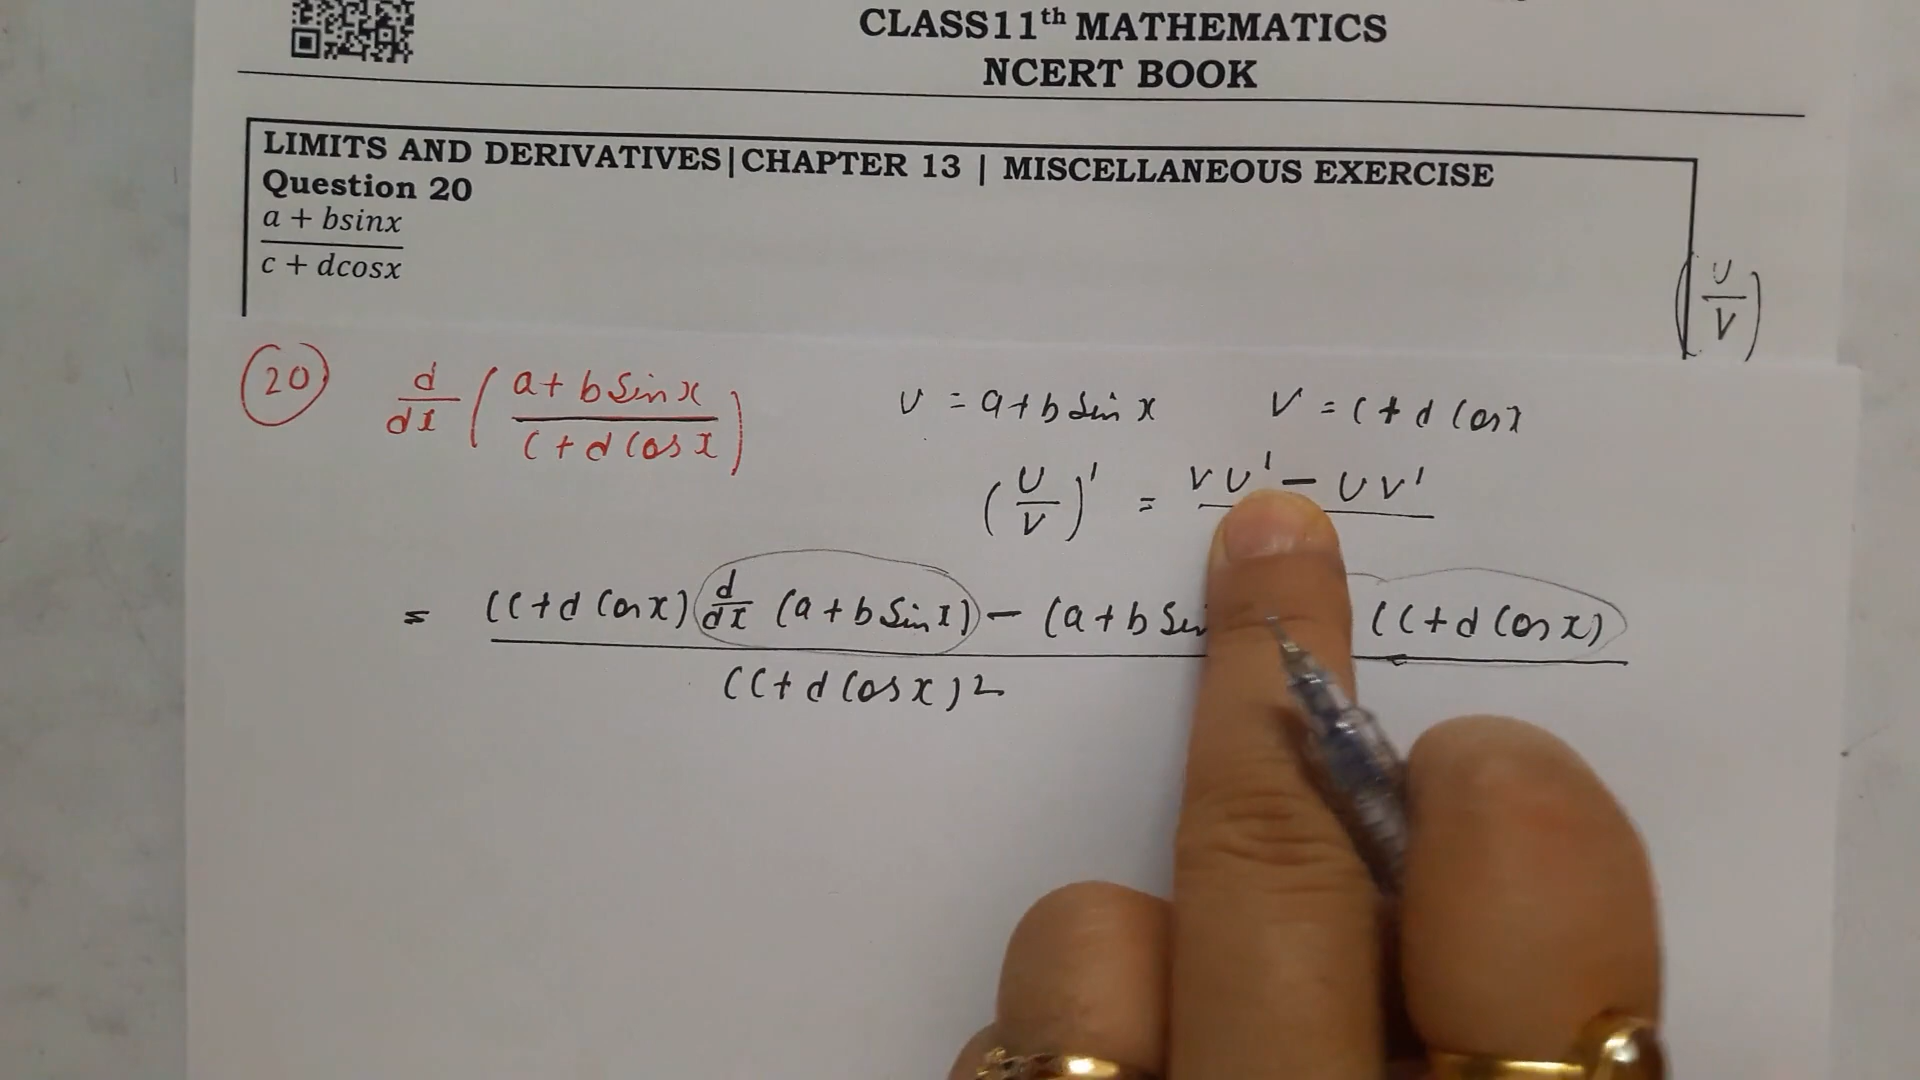 CLASS11th MATHEMATICS
NCERT BOOK
LIMITS AND DERIVATIVES|CHAPTER 13 | MISCELLANEOUS EXERCISE
Question 20
a + bsinx
c + dcosx
(U/V)
20 d/dx (a+b Sin x / c+d Cos x) U = a+b Sin x V = c+d Cos x
(U/V)' = VU' - UV'
= (c+d Cos x) d/dx (a+b Sin x) - (a+b (c+d Cos x)
(c+d Cos x)2